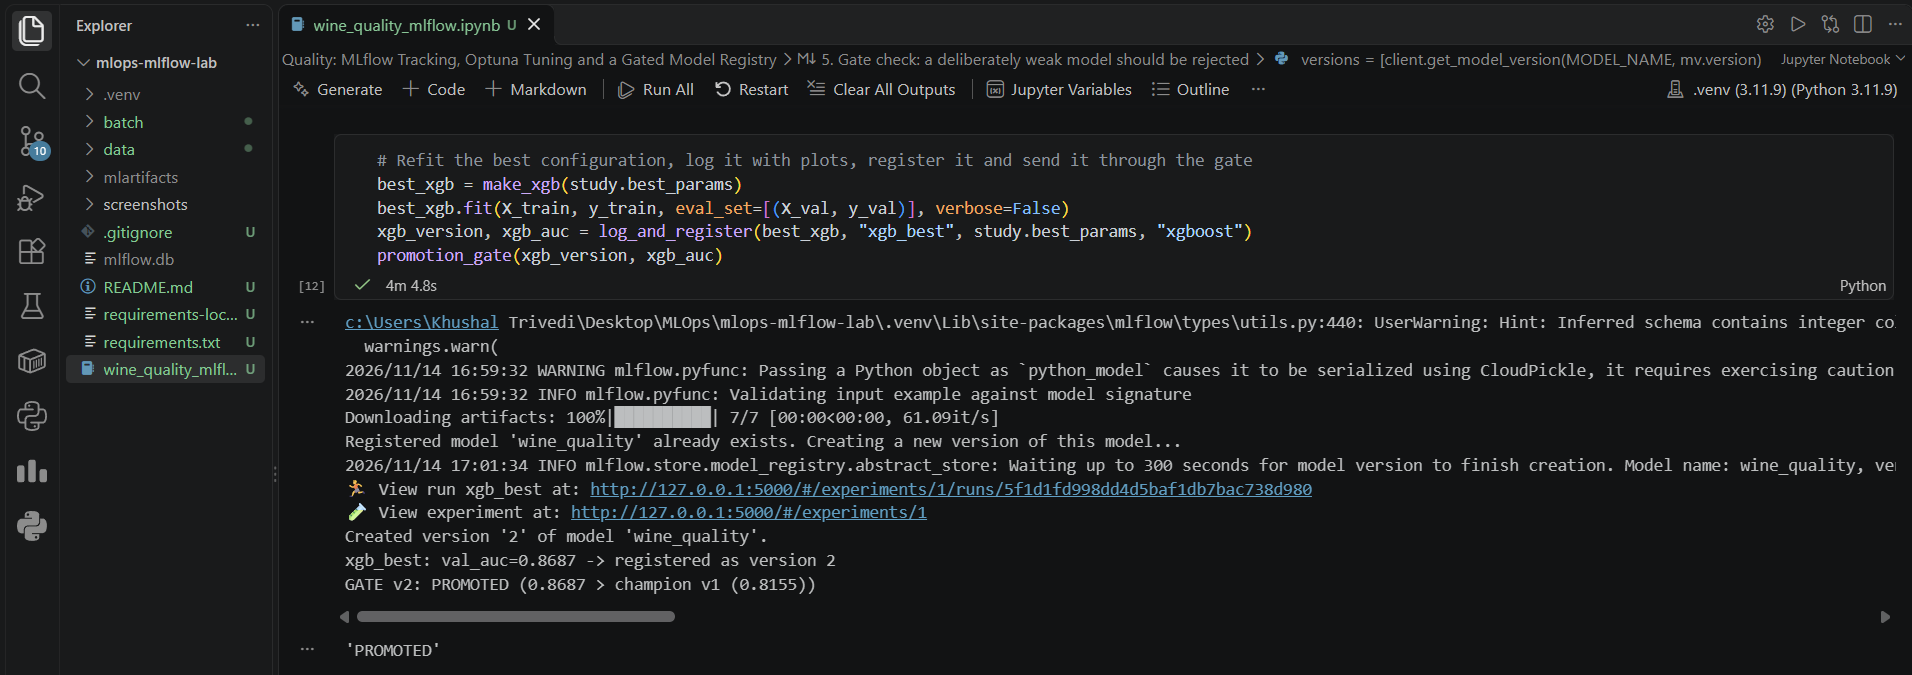 Explorer
mlops-mlflow-lab
.venv
batch
data
mlartifacts
screenshots
.gitignore U
mlflow.db
README.md U
requirements-loc... U
requirements.txt U
wine_quality_mlfl... U
10
wine_quality_mlflow.ipynb U
Quality: MLflow Tracking, Optuna Tuning and a Gated Model Registry > M↓ 5. Gate check: a deliberately weak model should be rejected > versions = [client.get_model_version(MODEL_NAME, mv.version) Jupyter Notebook
Generate + Code + Markdown Run All Restart Clear All Outputs Jupyter Variables Outline ... .venv (3.11.9) (Python 3.11.9)
# Refit the best configuration, log it with plots, register it and send it through the gate
best_xgb = make_xgb(study.best_params)
best_xgb.fit(X_train, y_train, eval_set=[(X_val, y_val)], verbose=False)
xgb_version, xgb_auc = log_and_register(best_xgb, "xgb_best", study.best_params, "xgboost")
promotion_gate(xgb_version, xgb_auc)
[12] 4m 4.8s Python
c:\Users\Khushal Trivedi\Desktop\MLOps\mlops-mlflow-lab\.venv\Lib\site-packages\mlflow\types\utils.py:440: UserWarning: Hint: Inferred schema contains integer co
warnings.warn(
2026/11/14 16:59:32 WARNING mlflow.pyfunc: Passing a Python object as `python_model` causes it to be serialized using CloudPickle, it requires exercising caution
2026/11/14 16:59:32 INFO mlflow.pyfunc: Validating input example against model signature
Downloading artifacts: 100%|██████████| 7/7 [00:00<00:00, 61.09it/s]
Registered model 'wine_quality' already exists. Creating a new version of this model...
2026/11/14 17:01:34 INFO mlflow.store.model_registry.abstract_store: Waiting up to 300 seconds for model version to finish creation. Model name: wine_quality, ve
🏃 View run xgb_best at: http://127.0.0.1:5000/#/experiments/1/runs/5f1d1fd998dd4d5baf1db7bac738d980
🧪 View experiment at: http://127.0.0.1:5000/#/experiments/1
Created version '2' of model 'wine_quality'.
xgb_best: val_auc=0.8687 -> registered as version 2
GATE v2: PROMOTED (0.8687 > champion v1 (0.8155))
'PROMOTED'